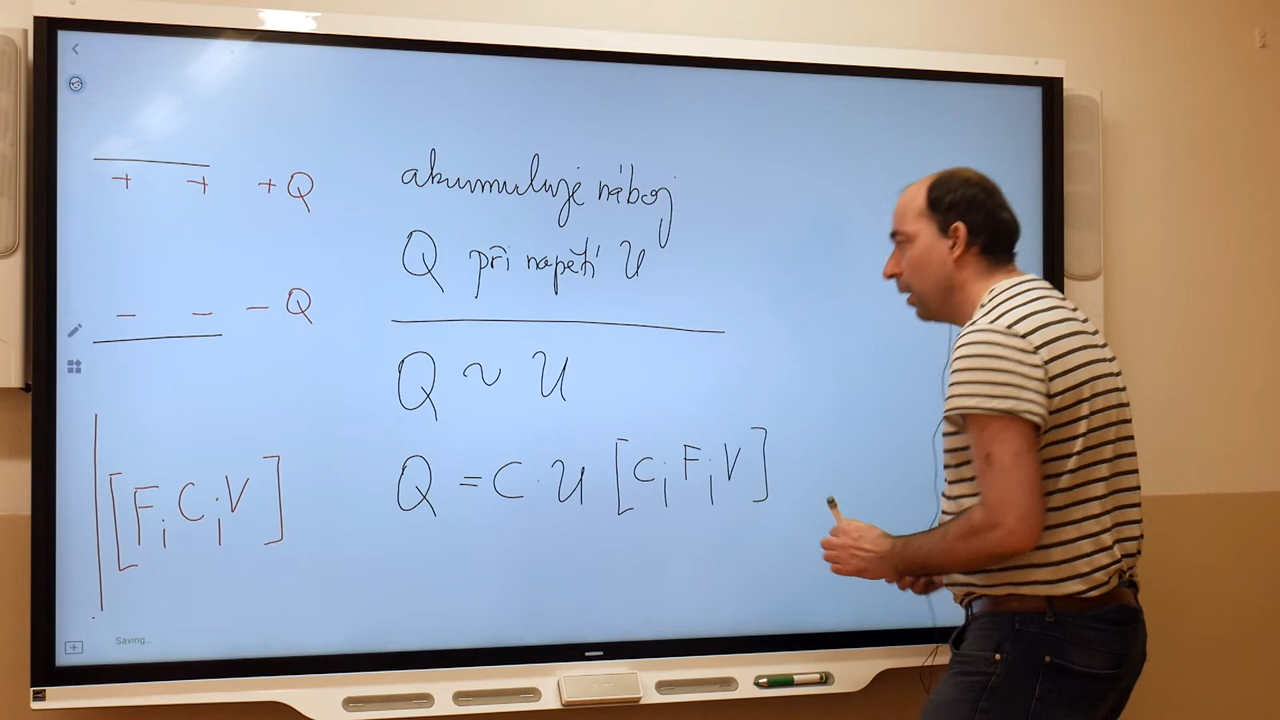 + + + Q
- - - Q
[F; C; V]
akumuluje náboj
Q při napětí U
Q ~ U
Q = C · U [C; F; V]
Saving...